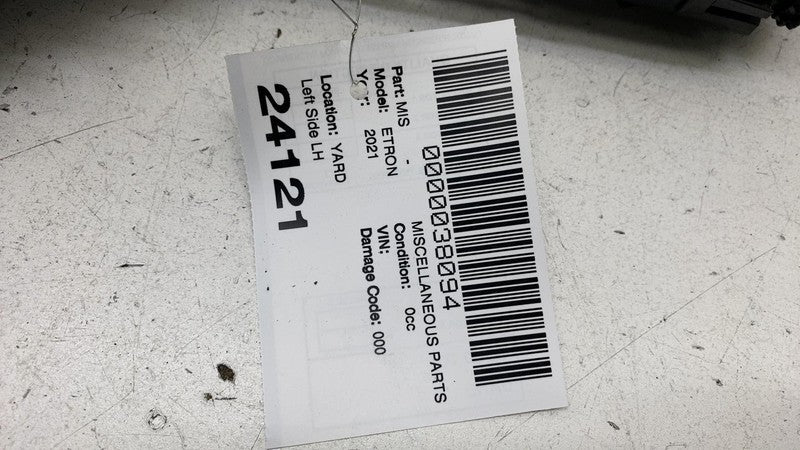 0000038094
Part: MIS - MISCELLANEOUS PARTS
Model: ETRON Condition: 0cc
Year: 2021 VIN:
Damage Code: 000
Location: YARD
Left Side LH
24121